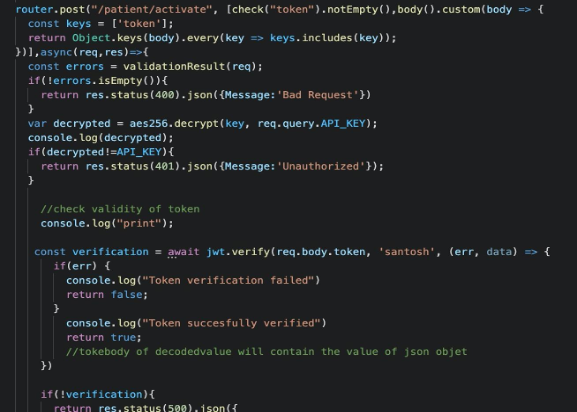 router.post("/patient/activate", [check("token").notEmpty(),body().custom(body => {
const keys = ['token'];
return Object.keys(body).every(key => keys.includes(key));
})],async(req,res)=>{
const errors = validationResult(req);
if(!errors.isEmpty()){
return res.status(400).json({Message:'Bad Request'})
}
var decrypted = aes256.decrypt(key, req.query.API_KEY);
console.log(decrypted);
if(decrypted!=API_KEY){
return res.status(401).json({Message:'Unauthorized'});
}
//check validity of token
console.log("print");
const verification = await jwt.verify(req.body.token, 'santosh', (err, data) => {
if(err) {
console.log("Token verification failed")
return false;
}
console.log("Token succesfully verified")
return true;
//tokebody of decodedvalue will contain the value of json objet
})
if(!verification){
return res.status(500).json({